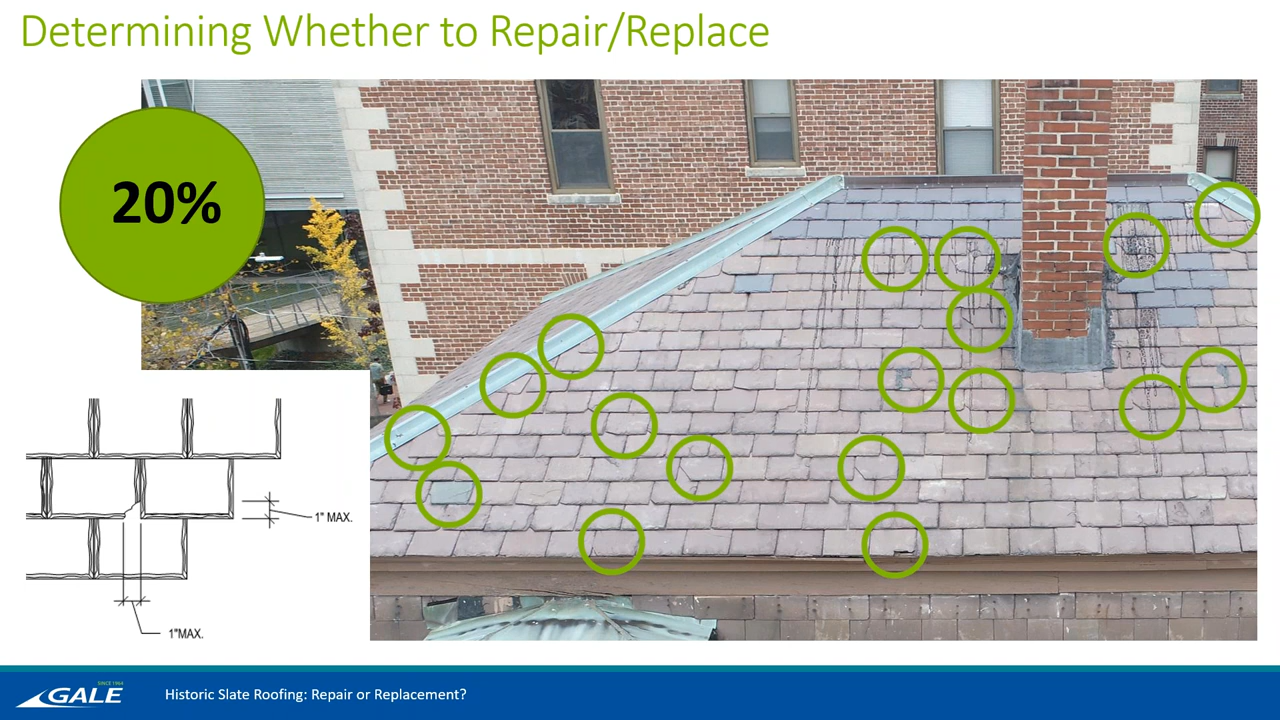 Determining Whether to Repair/Replace
20%
1" MAX.
1"MAX.
SINCE 1964
GALE
Historic Slate Roofing: Repair or Replacement?